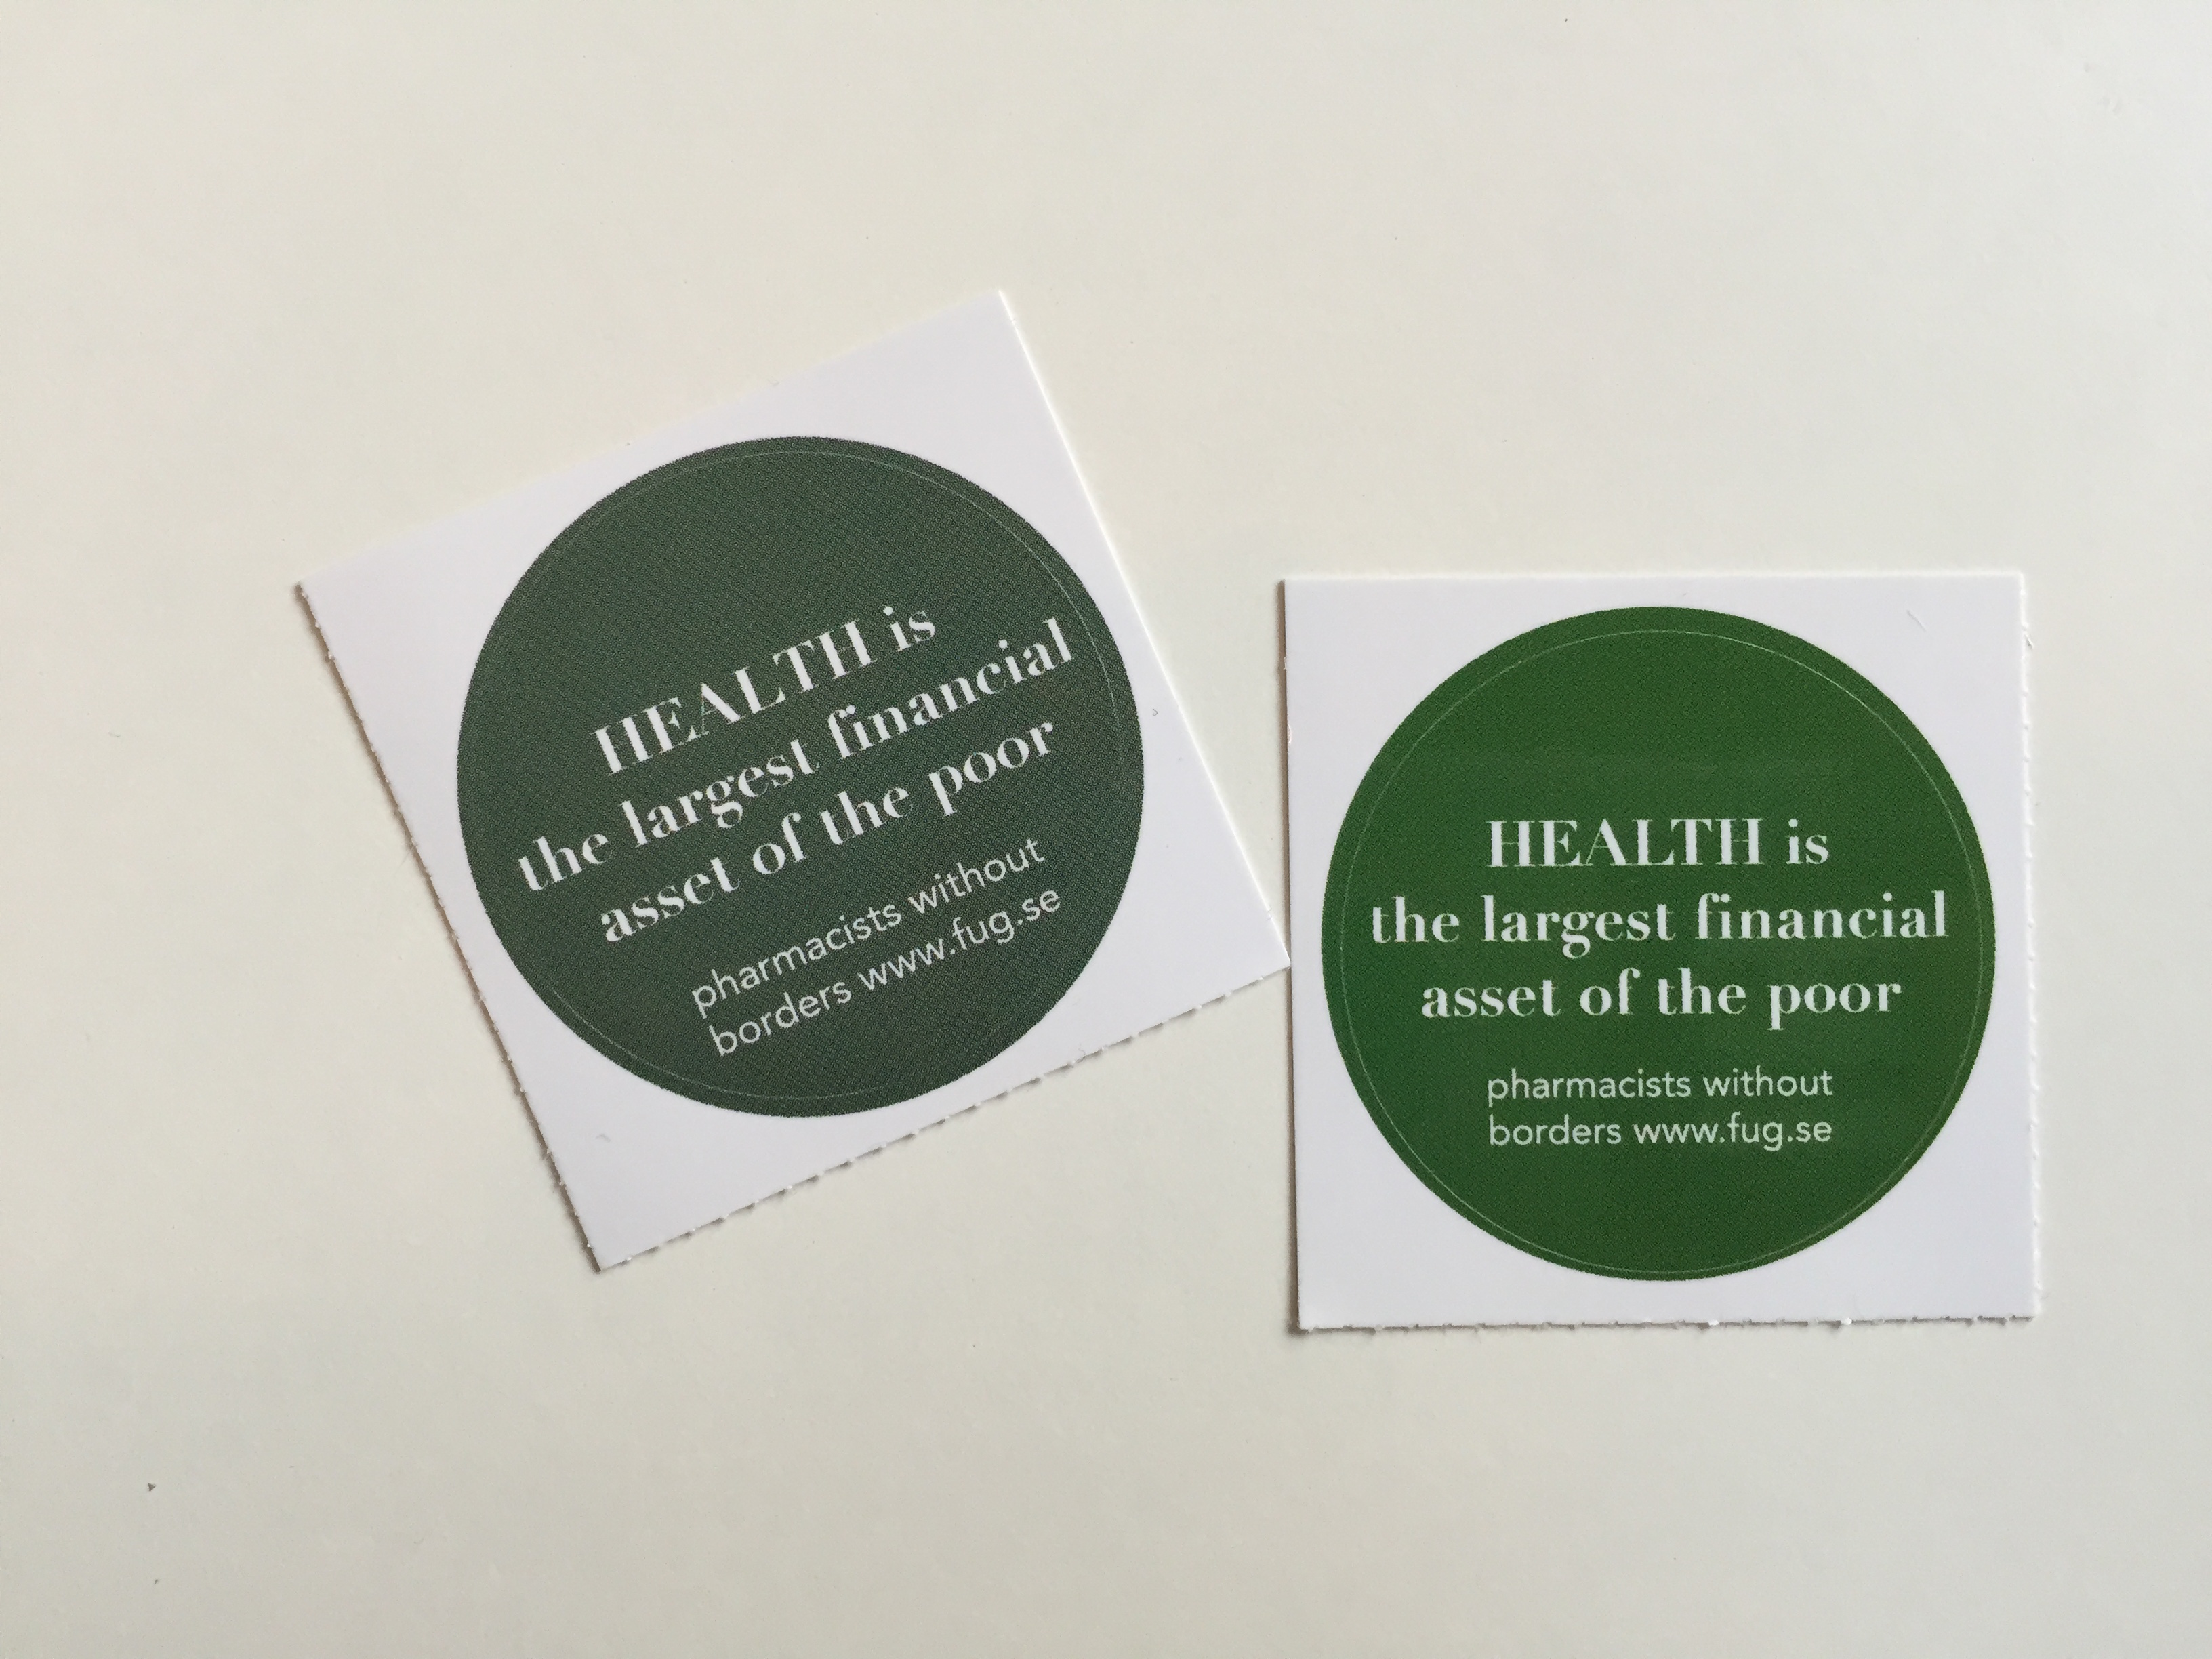 HEALTH is
the largest financial
asset of the poor
pharmacists without
borders www.fug.se
HEALTH is
the largest financial
asset of the poor
pharmacists without
borders www.fug.se